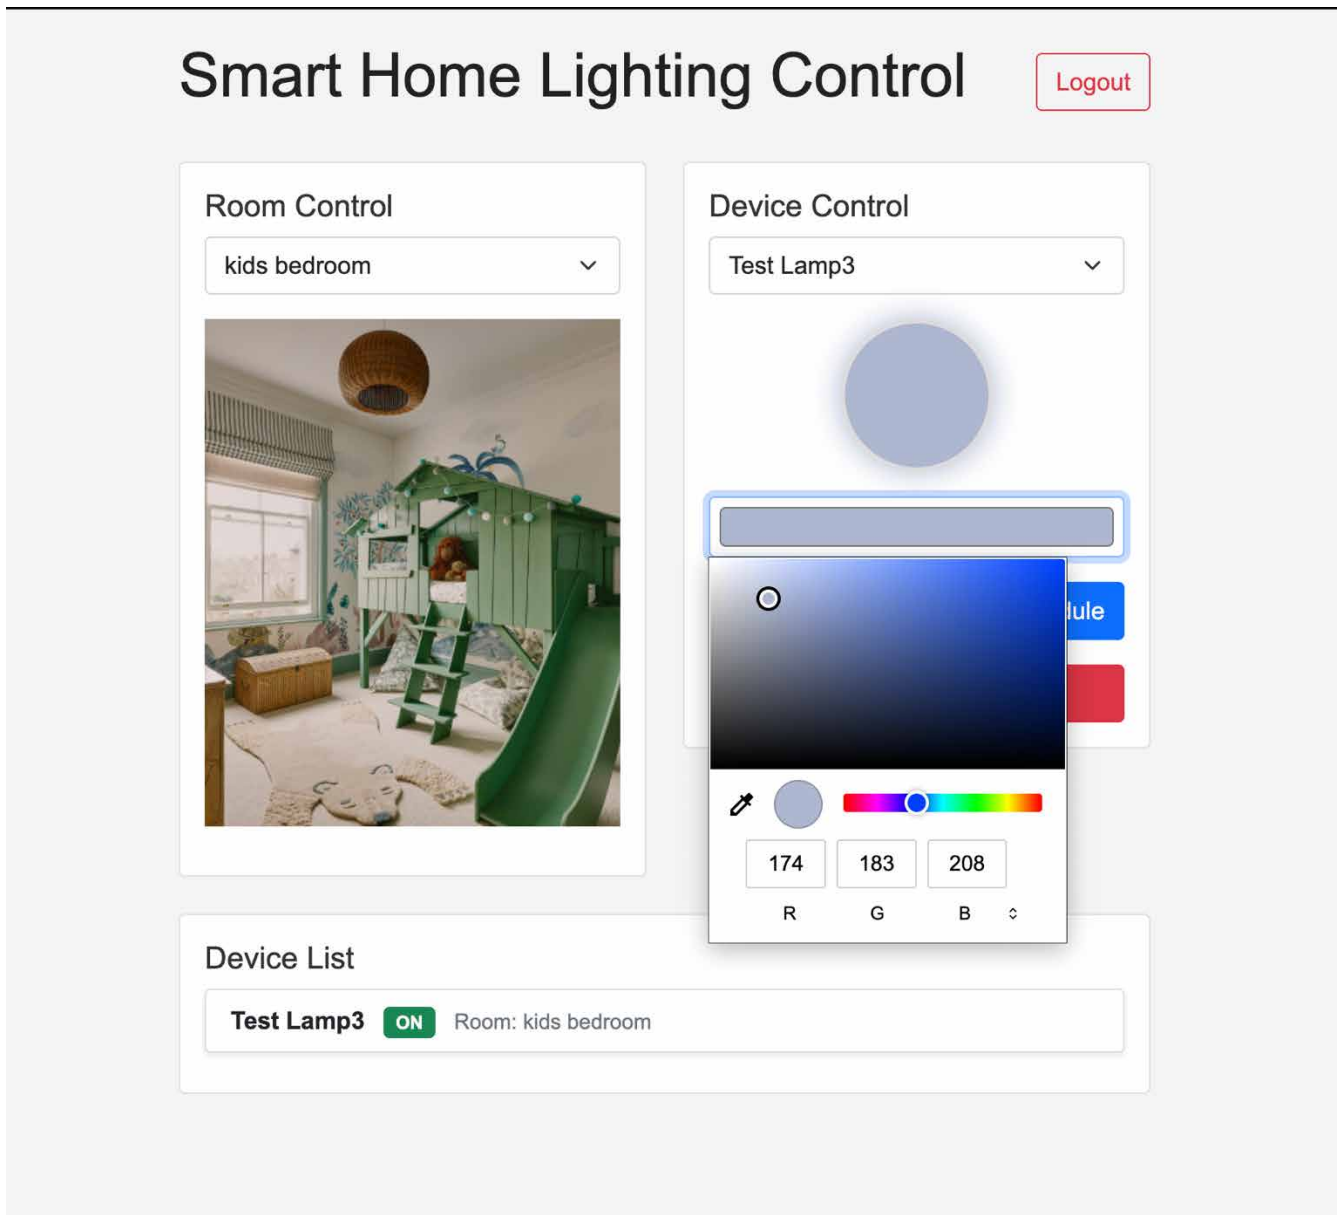 Smart Home Lighting Control
Logout
Room Control
kids bedroom
Device Control
Test Lamp3
174 183 208
R G B
Device List
Test Lamp3 ON Room: kids bedroom